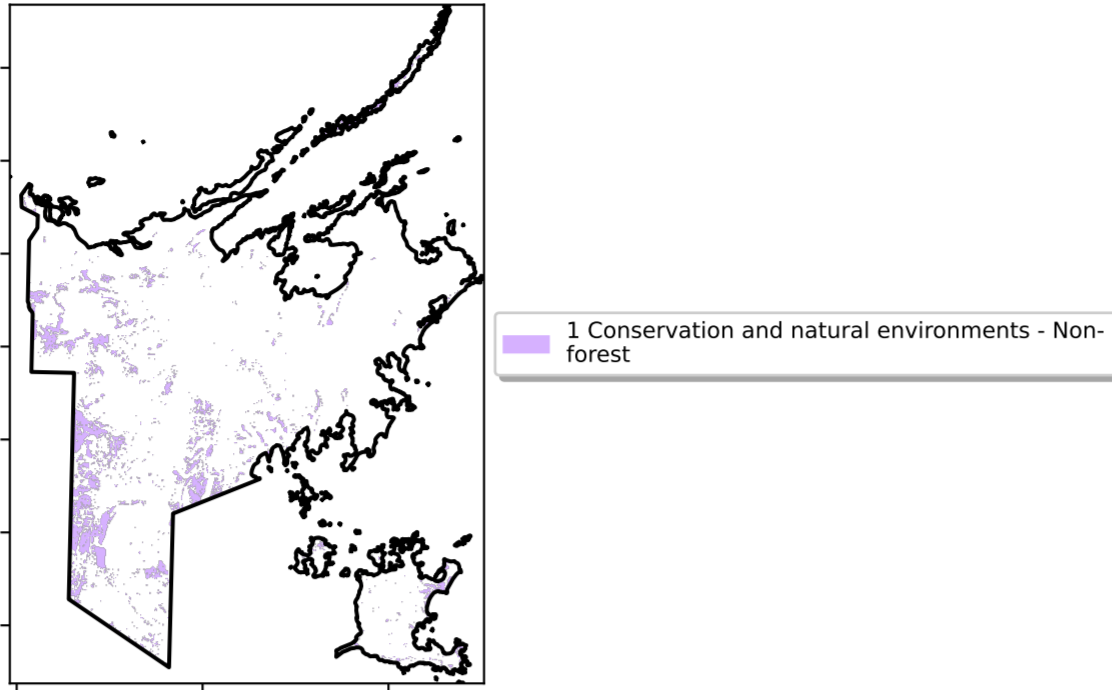 1 Conservation and natural environments - Non-
forest